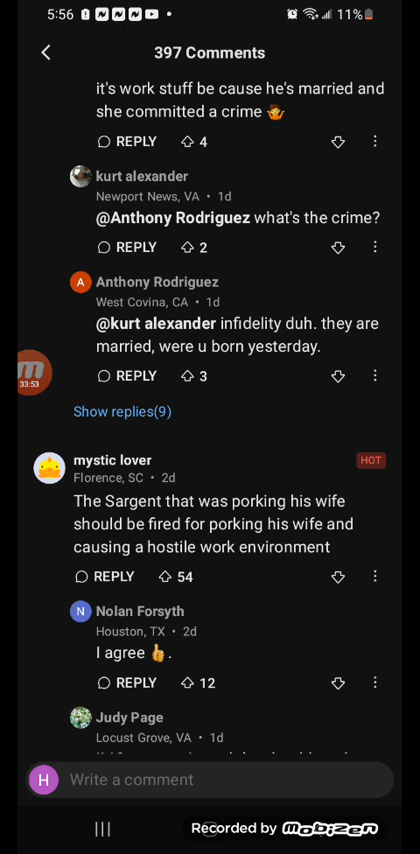 5:56
11%
397 Comments
it's work stuff be cause he's married and
she committed a crime 🤷
REPLY 4
kurt alexander
Newport News, VA • 1d
@Anthony Rodriguez what's the crime?
REPLY 2
A Anthony Rodriguez
West Covina, CA • 1d
@kurt alexander infidelity duh. they are
married, were u born yesterday.
33:53
REPLY 3
Show replies(9)
mystic lover HOT
Florence, SC • 2d
The Sargent that was porking his wife
should be fired for porking his wife and
causing a hostile work environment
REPLY 54
N Nolan Forsyth
Houston, TX • 2d
I agree 👍.
REPLY 12
Judy Page
Locust Grove, VA • 1d
H Write a comment
Recorded by mobizen